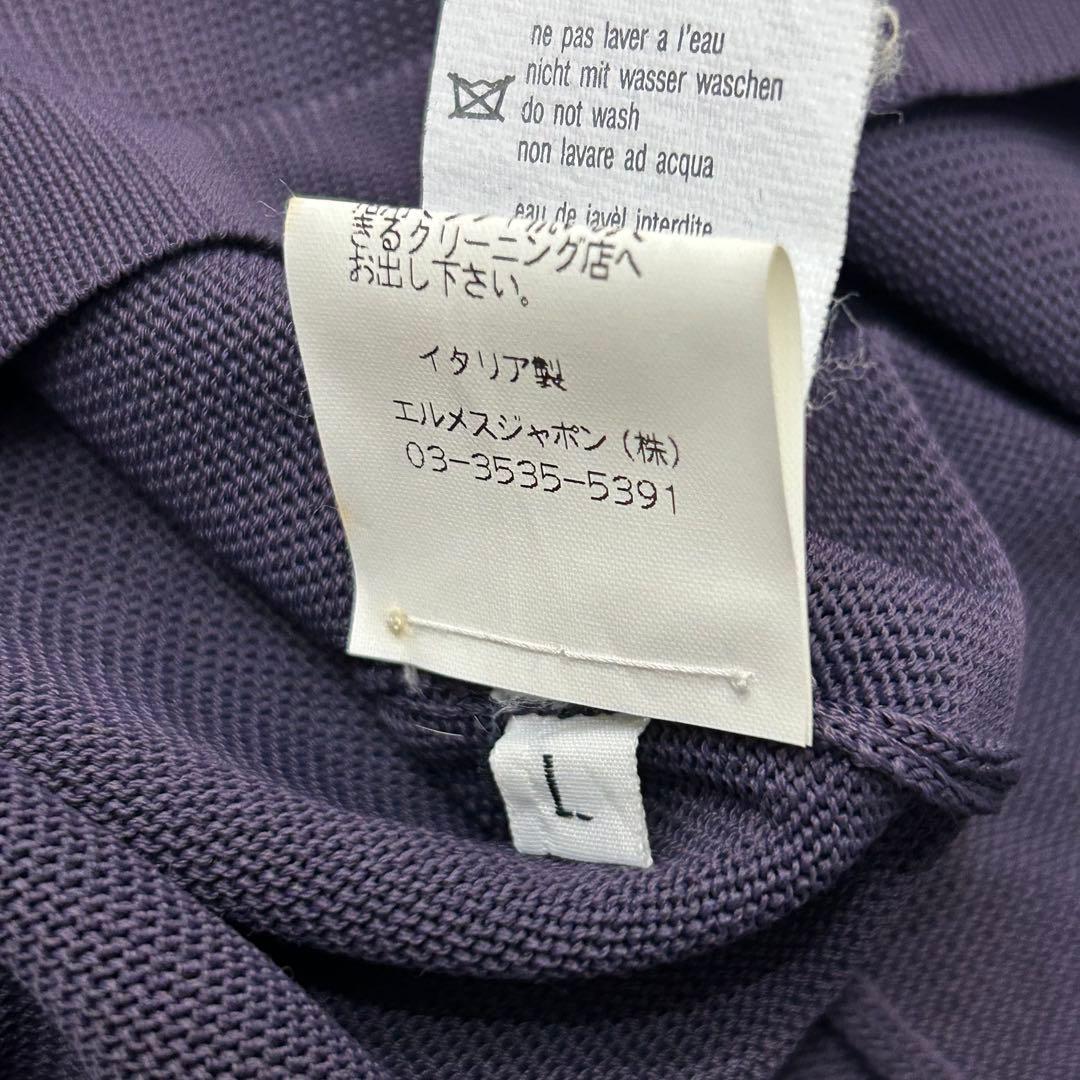 ne pas laver a l'eau
nicht mit wasser waschen
do not wash
non lavare ad acqua
eau de javèl interdite
きるクリーニング店へ
お出し下さい。
イタリア製
エルメスジャポン(株)
03-3535-5391
L